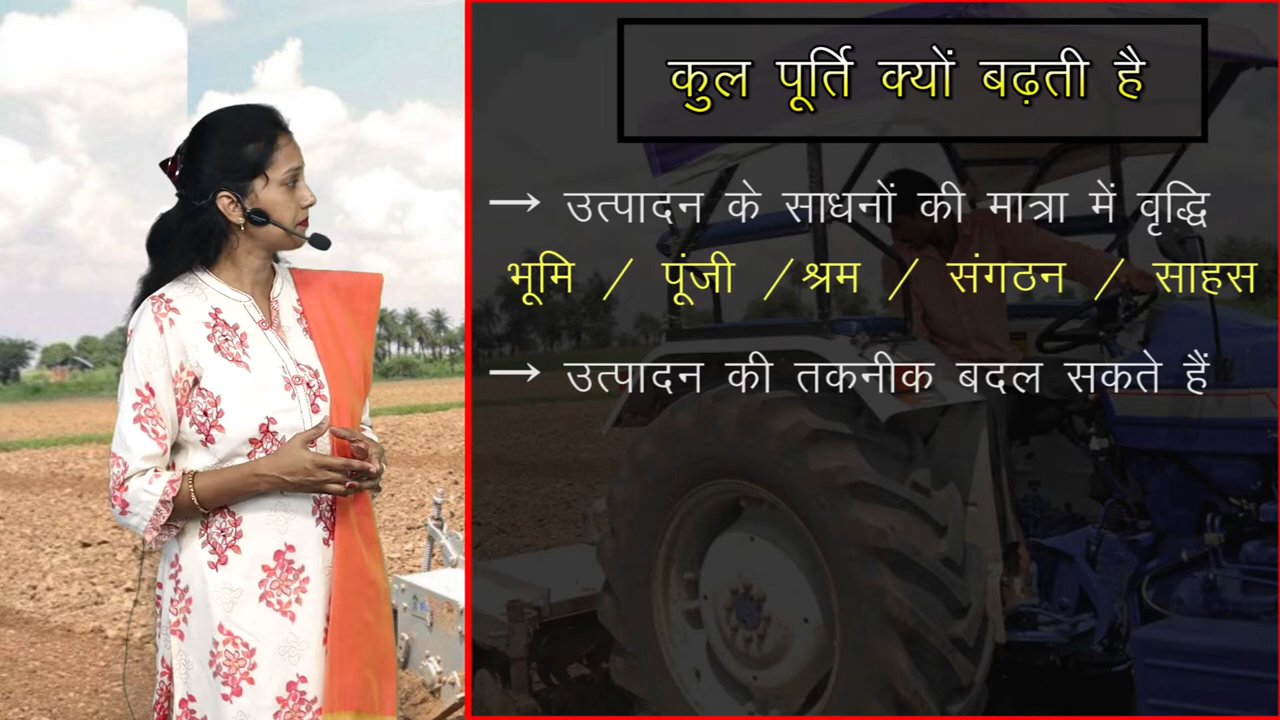 कुल पूर्ति क्यों बढ़ती है
→ उत्पादन के साधनों की मात्रा में वृद्धि
भूमि / पूंजी / श्रम / संगठन / साहस
→ उत्पादन की तकनीक बदल सकते हैं